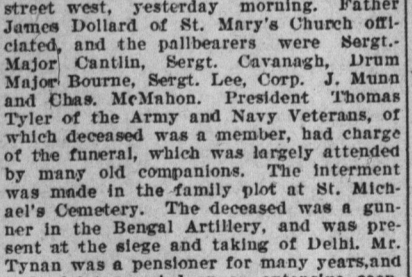 street west, yesterday morning. Father
James Dollard of St. Mary's Church offi-
ciated, and the pallbearers were Sergt.-
Major Cantlin, Sergt. Cavanagh, Drum
Major Bourne, Sergt. Lee, Corp. J. Munn
and Chas. McMahon. President Thomas
Tyler of the Army and Navy Veterans, of
which deceased was a member, had charge
of the funeral, which was largely attended
by many old companions. The interment
was made in the family plot at St. Mich-
ael's Cemetery. The deceased was a gun-
ner in the Bengal Artillery, and was pre-
sent at the siege and taking of Delhi. Mr.
Tynan was a pensioner for many years,and